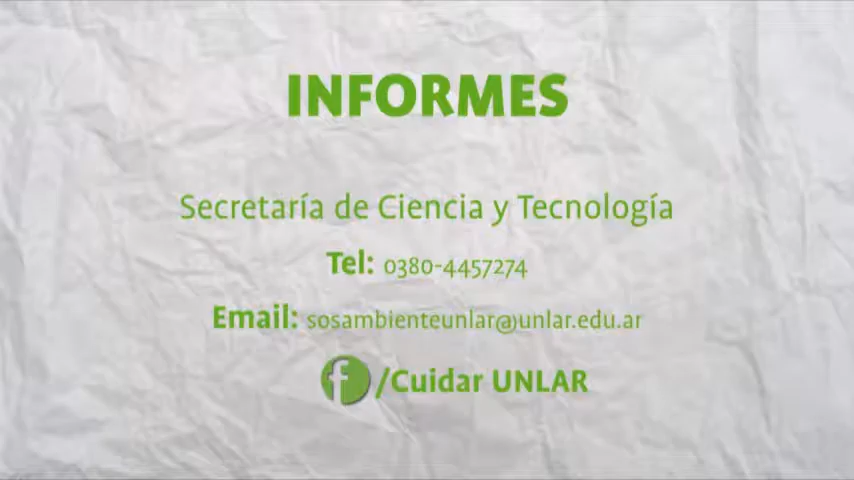 INFORMES
Secretaría de Ciencia y Tecnología
Tel: 0380-4457274
Email: sosambienteunlar@unlar.edu.ar
f/Cuidar UNLAR